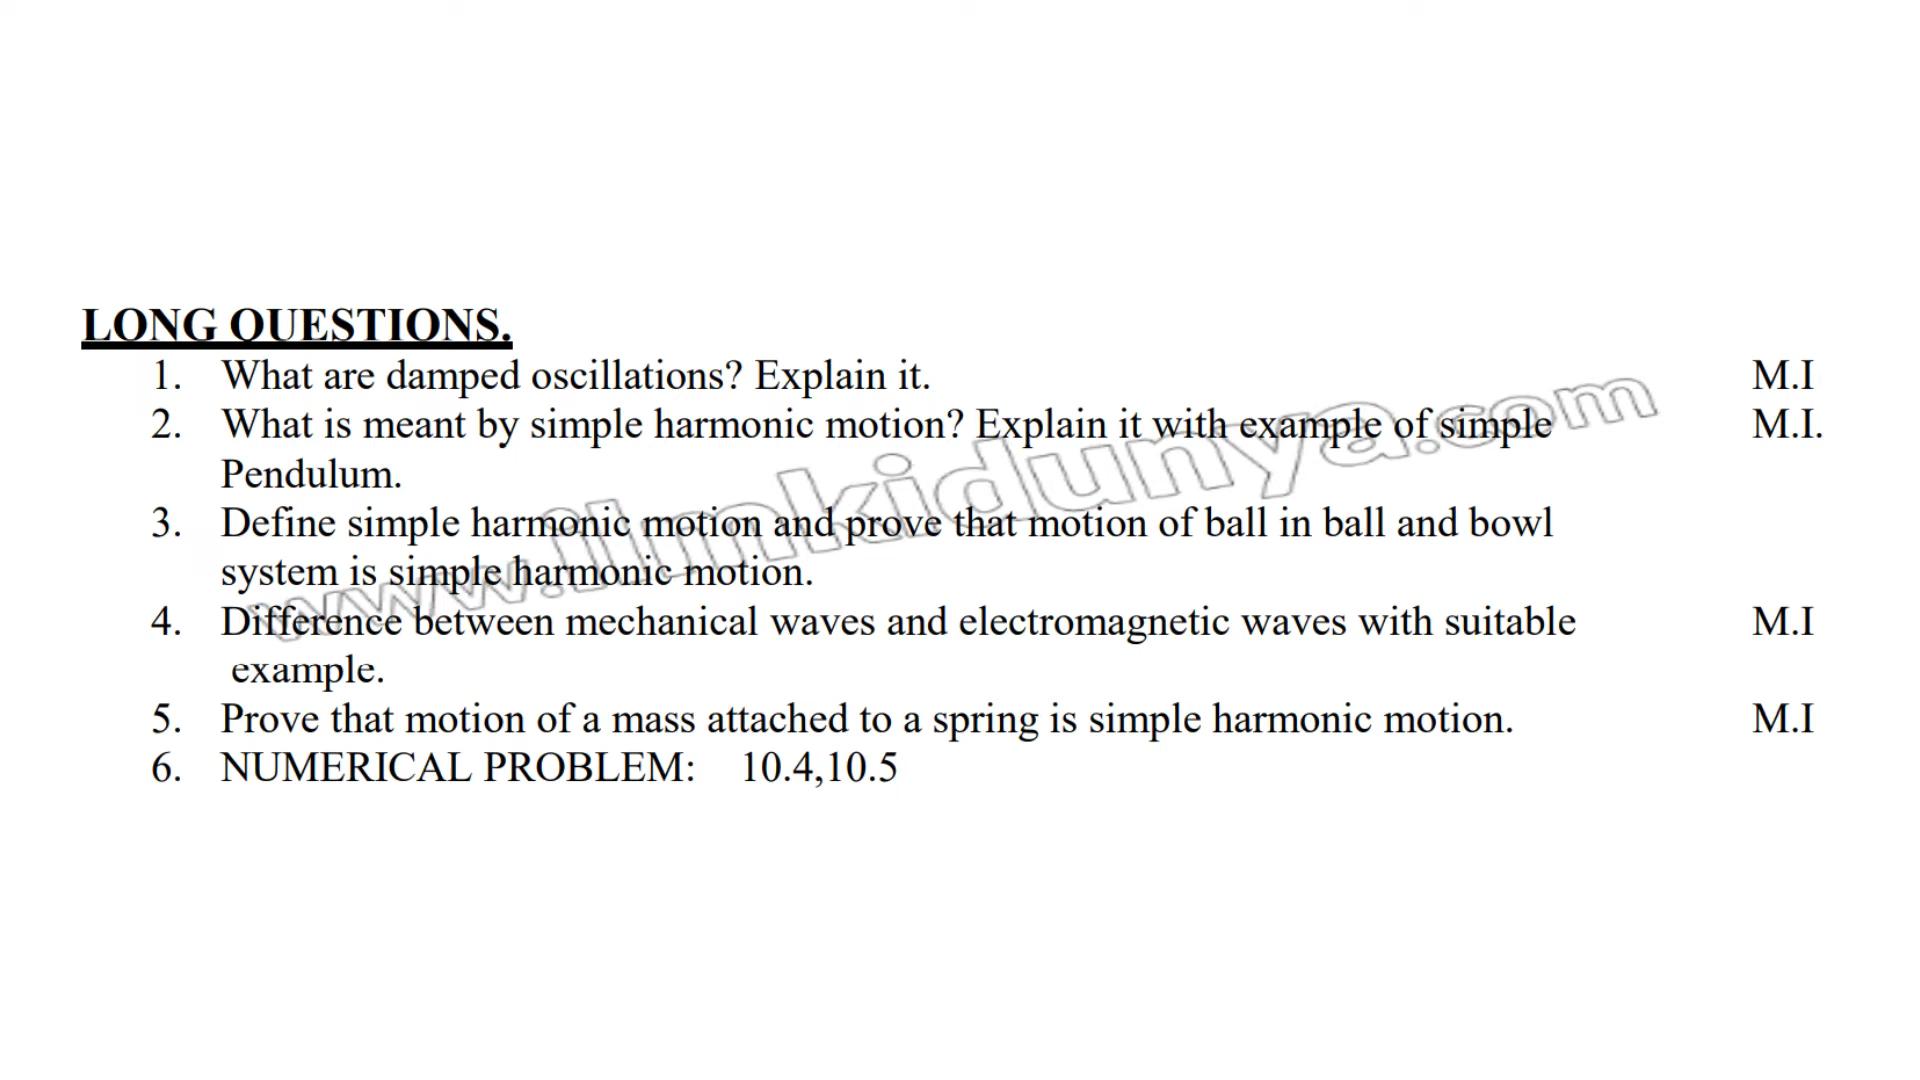 LONG QUESTIONS.
1. What are damped oscillations? Explain it. M.I
2. What is meant by simple harmonic motion? Explain it with example of simple M.I.
Pendulum.
3. Define simple harmonic motion and prove that motion of ball in ball and bowl
system is simple harmonic motion.
4. Difference between mechanical waves and electromagnetic waves with suitable M.I
example.
5. Prove that motion of a mass attached to a spring is simple harmonic motion. M.I
6. NUMERICAL PROBLEM: 10.4,10.5
www.ilmkidunya.com